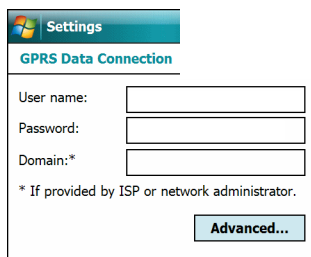 Settings
GPRS Data Connection
User name:
Password:
Domain:*
* If provided by ISP or network administrator.
Advanced...